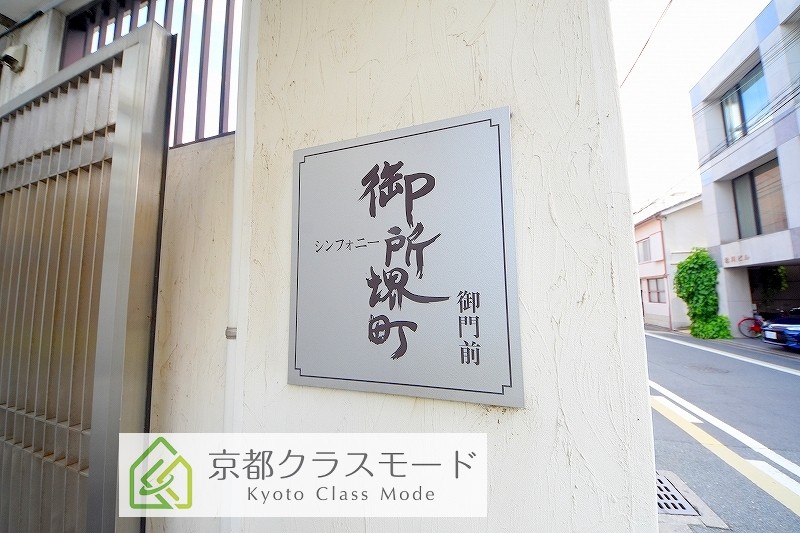 シンフォニー
御所堺町
御門前
京都クラスモード
Kyoto Class Mode